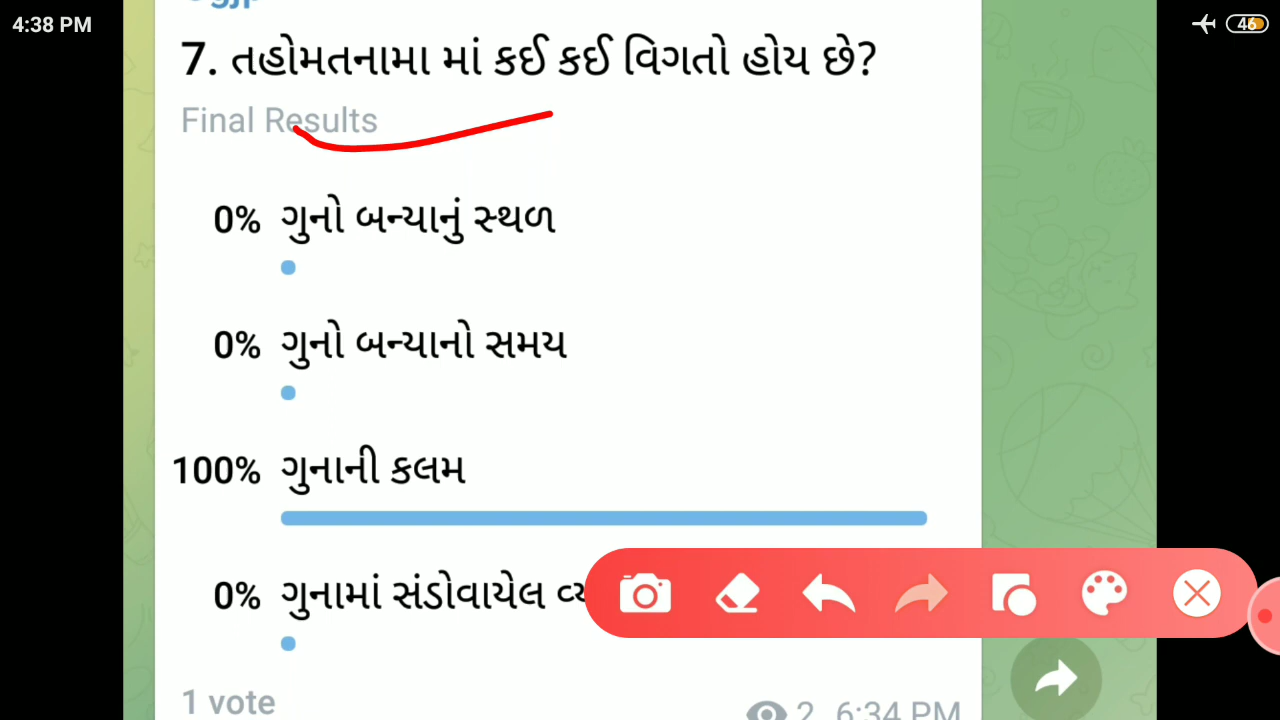 4:38 PM
46
7. તહોમતનામા માં કઈ કઈ વિગતો હોય છે?
Final Results
0% ગુનો બન્યાનું સ્થળ
0% ગુનો બન્યાનો સમય
100% ગુનાની કલમ
0% ગુનામાં સંડોવાયેલ
1 vote
2 6:34 PM